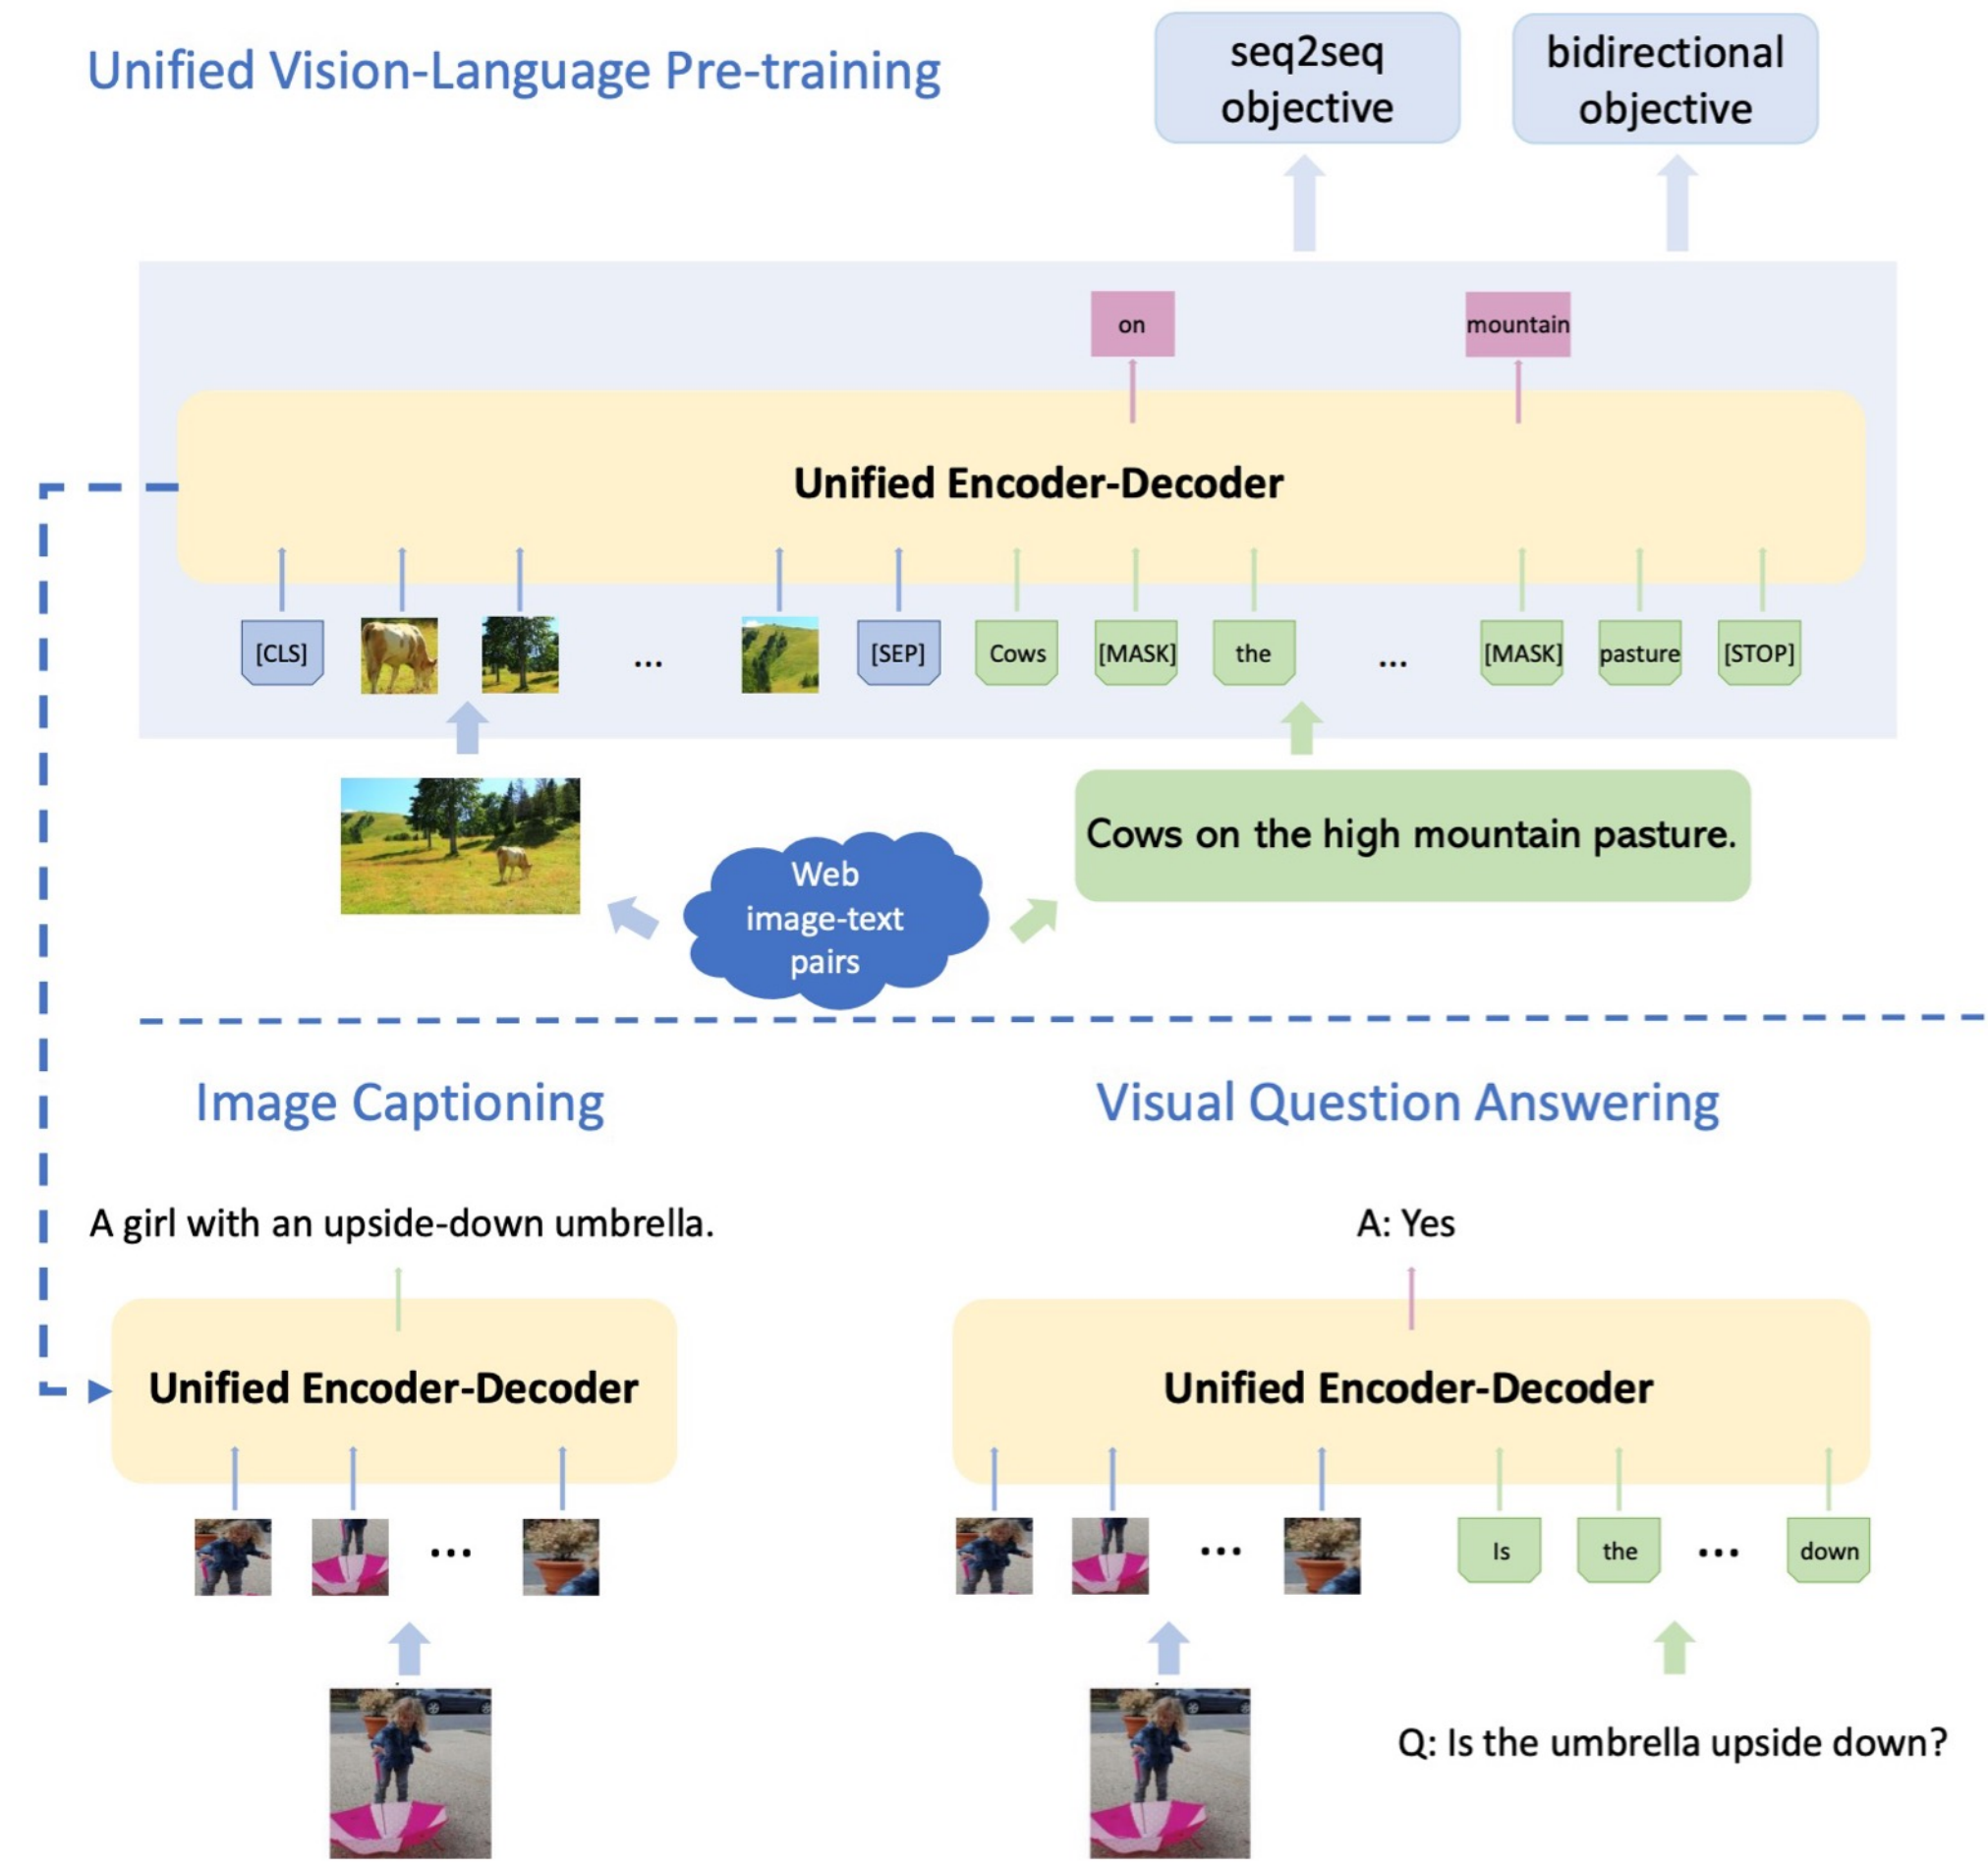 Unified Vision-Language Pre-training
seq2seq
objective
bidirectional
objective
on
mountain
Unified Encoder-Decoder
[CLS]
...
[SEP]
Cows
[MASK]
the
...
[MASK]
pasture
[STOP]
Cows on the high mountain pasture.
Web
image-text
pairs
Image Captioning
Visual Question Answering
A girl with an upside-down umbrella.
A: Yes
Unified Encoder-Decoder
Unified Encoder-Decoder
...
...
Is
the
...
down
Q: Is the umbrella upside down?